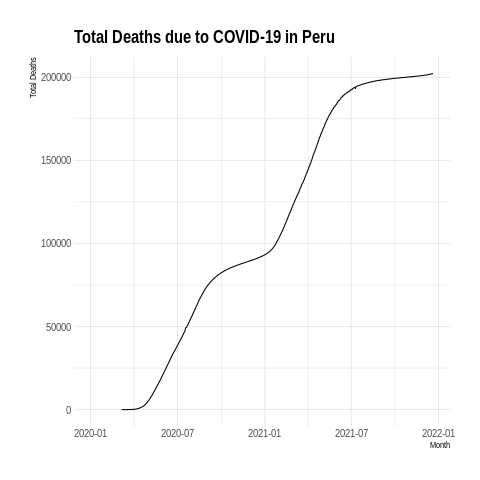 Total Deaths due to COVID-19 in Peru
Total Deaths
200000
150000
100000
50000
0
2020-01 2020-07 2021-01 2021-07 2022-01
Month